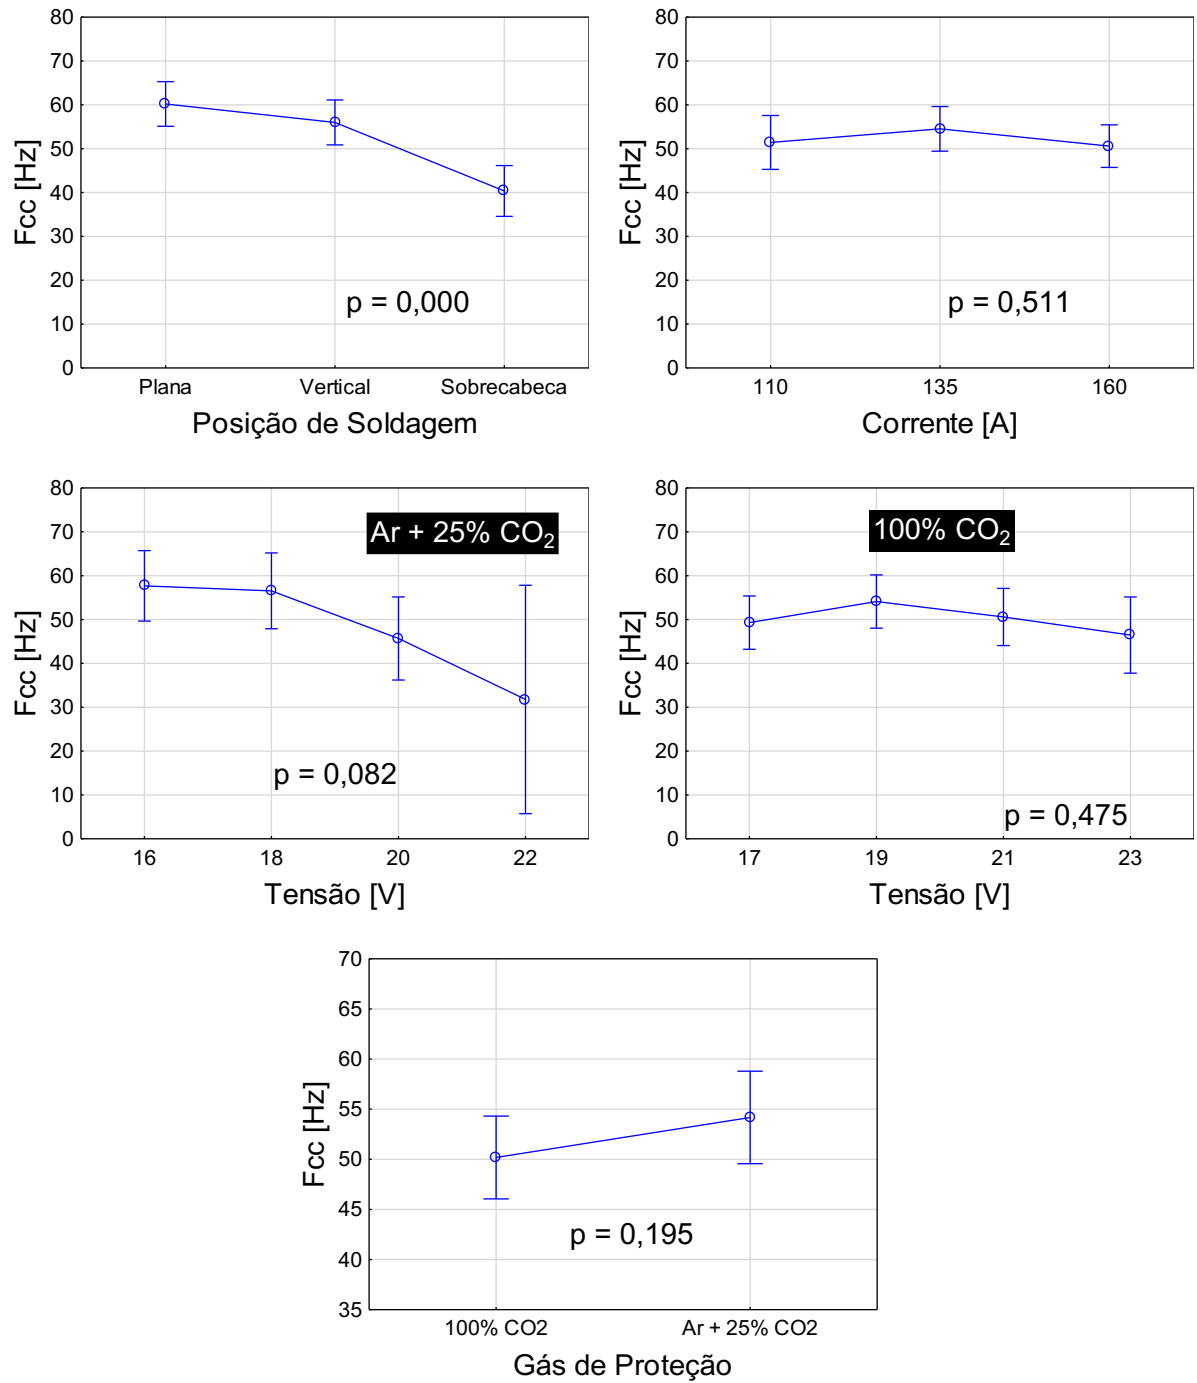 80
70
60
50
40
30
20
10
0
Fcc [Hz]
p = 0,000
Plana Vertical Sobrecabeca
Posição de Soldagem
80
70
60
50
40
30
20
10
0
Fcc [Hz]
p = 0,511
110 135 160
Corrente [A]
80
70
60
50
40
30
20
10
0
Fcc [Hz]
Ar + 25% CO₂
p = 0,082
16 18 20 22
Tensão [V]
80
70
60
50
40
30
20
10
0
Fcc [Hz]
100% CO₂
p = 0,475
17 19 21 23
Tensão [V]
70
65
60
55
50
45
40
35
Fcc [Hz]
p = 0,195
100% CO2 Ar + 25% CO2
Gás de Proteção